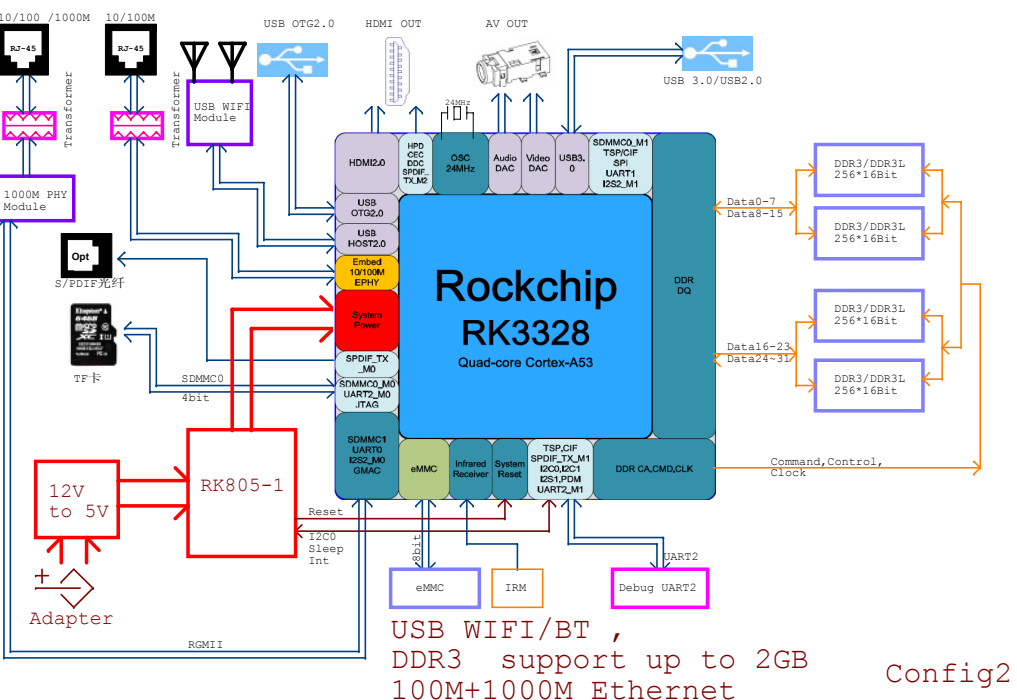 10/100 /1000M
10/100M
USB OTG2.0
HDMI OUT
AV OUT
RJ-45
RJ-45
USB 3.0/USB2.0
Transformer
Transformer
USB WIFI
Module
24MHz
1000M PHY
Module
HDMI2.0
HPD
CEC
DDC
SPDIF_
TX_M2
OSC
24MHz
Audio
DAC
Video
DAC
USB3.
0
SDMMC0_M1
TSP/CIF
SPI
UART1
I2S2_M1
USB
OTG2.0
USB
HOST2.0
Embed
10/100M
EPHY
System
Power
SPDIF_TX
_M0
SDMMC0_M0
UART2_M0
JTAG
SDMMC1
UART0
I2S2_M0
GMAC
Rockchip
RK3328
Quad-core Cortex-A53
DDR
DQ
Data0-7
Data8-15
Data16-23
Data24~31
DDR3/DDR3L
256*16Bit
DDR3/DDR3L
256*16Bit
DDR3/DDR3L
256*16Bit
DDR3/DDR3L
256*16Bit
Opt
S/PDIF光纤
Kingston
64GB
XC I
TF卡
SDMMC0
4bit
eMMC
Infrared
Receiver
System
Reset
TSP,CIF
SPDIF_TX_M1
I2C0,I2C1
I2S1,PDM
UART2_M1
DDR CA,CMD,CLK
Command,Control,
Clock
12V
to 5V
RK805-1
Reset
I2C0
Sleep
Int
8bit
UART2
eMMC
IRM
Debug UART2
+
Adapter
RGMII
USB WIFI/BT ,
DDR3 support up to 2GB
100M+1000M Ethernet
Config2